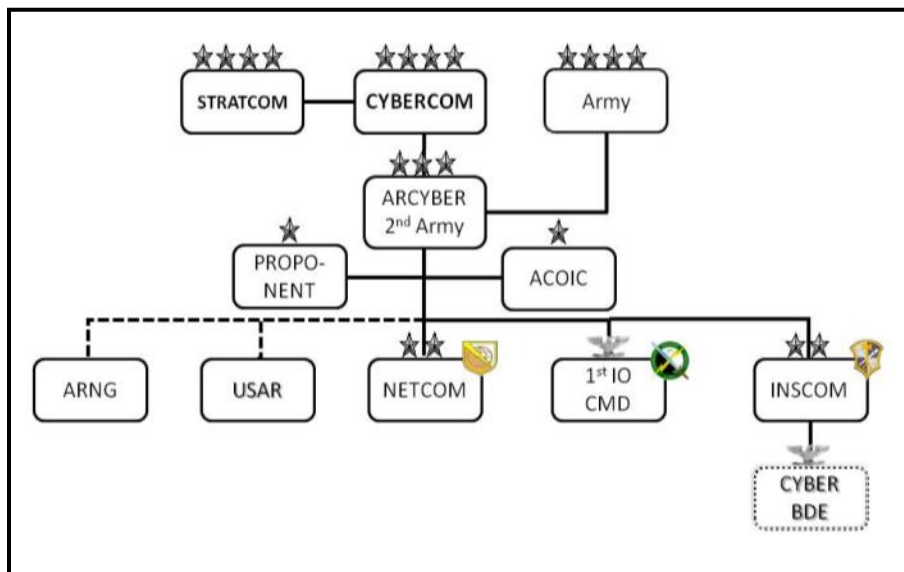 STRATCOM
CYBERCOM
Army
ARCYBER
2nd Army
PROPO-
NENT
ACOIC
ARNG
USAR
NETCOM
1st IO
CMD
INSCOM
CYBER
BDE